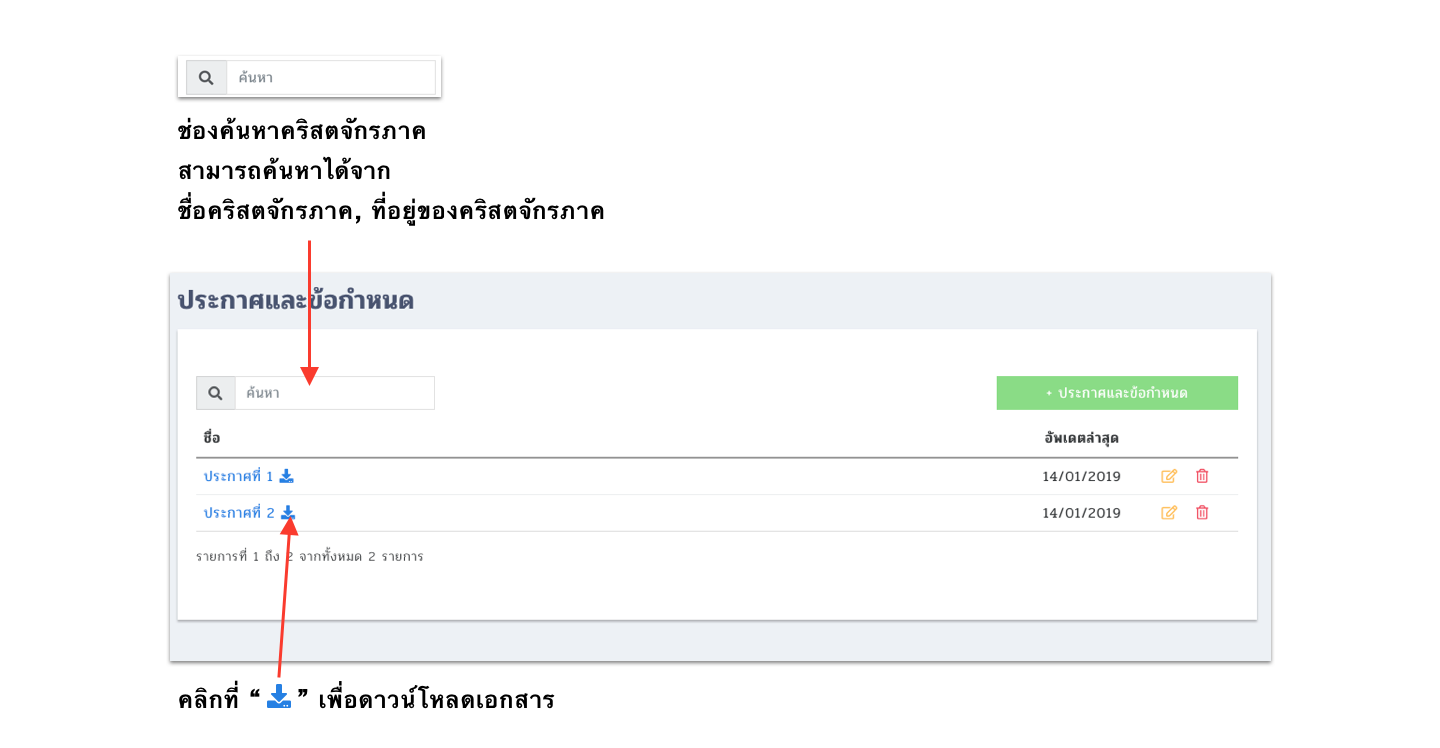 ค้นหา
ช่องค้นหาคริสตจักรภาค
สามารถค้นหาได้จาก
ชื่อคริสตจักรภาค, ที่อยู่ของคริสตจักรภาค
ประกาศและข้อกำหนด
ค้นหา
+ ประกาศและข้อกำหนด
ชื่อ อัพเดตล่าสุด
ประกาศที่ 1 14/01/2019
ประกาศที่ 2 14/01/2019
รายการที่ 1 ถึง 2 จากทั้งหมด 2 รายการ
คลิกที่ “ ” เพื่อดาวน์โหลดเอกสาร